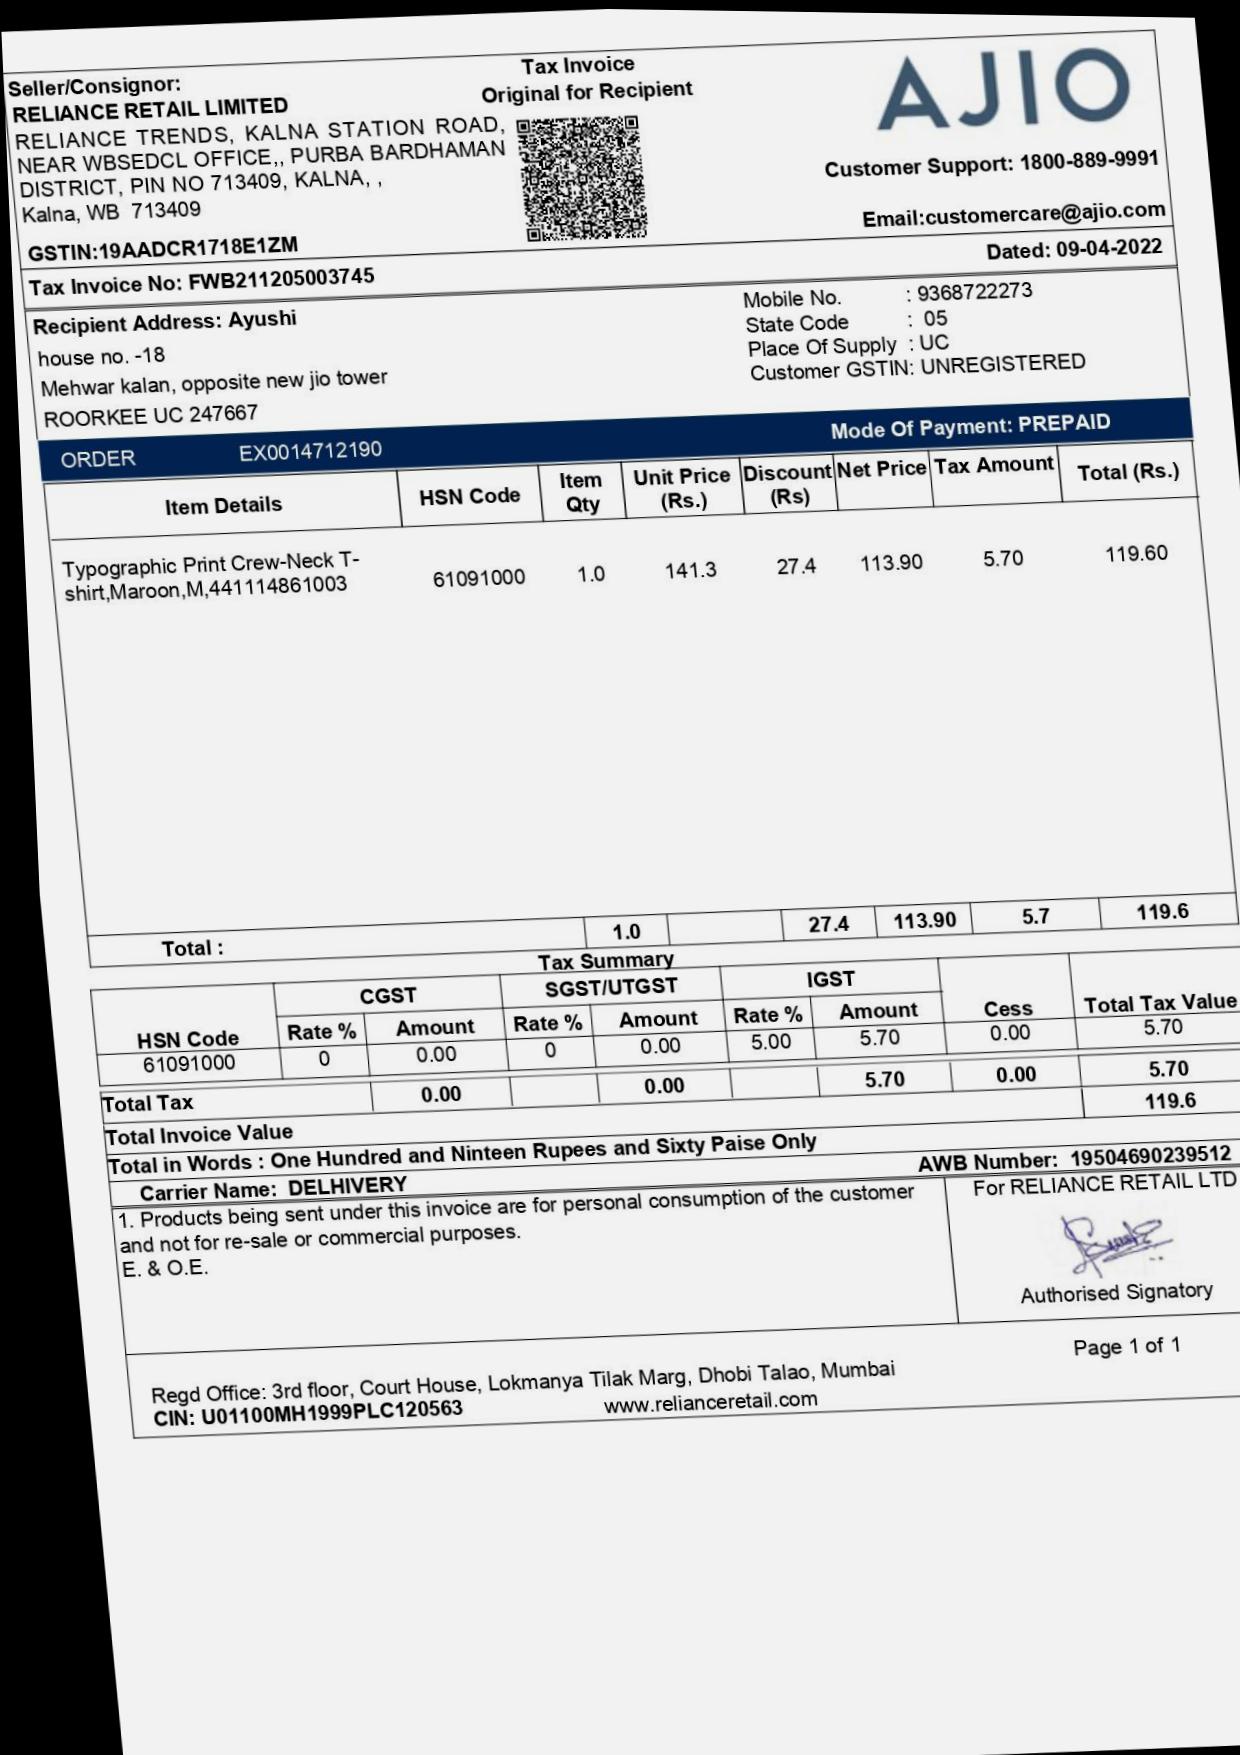 Seller/Consignor:
RELIANCE RETAIL LIMITED
RELIANCE TRENDS, KALNA STATION ROAD,
NEAR WBSEDCL OFFICE,, PURBA BARDHAMAN
DISTRICT, PIN NO 713409, KALNA, , 
Kalna, WB 713409
GSTIN:19AADCR1718E1ZM
Tax Invoice
Original for Recipient
AJIO
Customer Support: 1800-889-9991
Email:customercare@ajio.com
Tax Invoice No: FWB211205003745 Dated: 09-04-2022
Recipient Address: Ayushi
house no. -18
Mehwar kalan, opposite new jio tower
ROORKEE UC 247667
Mobile No. : 9368722273
State Code : 05
Place Of Supply : UC
Customer GSTIN: UNREGISTERED
ORDER EX0014712190 Mode Of Payment: PREPAID
Item Details HSN Code Item Qty Unit Price (Rs.) Discount (Rs) Net Price Tax Amount Total (Rs.)
Typographic Print Crew-Neck T-
shirt,Maroon,M,441114861003 61091000 1.0 141.3 27.4 113.90 5.70 119.60
Total : 1.0 27.4 113.90 5.7 119.6
Tax Summary
HSN Code CGST SGST/UTGST IGST Cess Total Tax Value
Rate % Amount Rate % Amount Rate % Amount
61091000 0 0.00 0 0.00 5.00 5.70 0.00 5.70
Total Tax 0.00 0.00 5.70 0.00 5.70
Total Invoice Value 119.6
Total in Words : One Hundred and Ninteen Rupees and Sixty Paise Only
Carrier Name: DELHIVERY AWB Number: 19504690239512
1. Products being sent under this invoice are for personal consumption of the customer
and not for re-sale or commercial purposes.
E. & O.E.
For RELIANCE RETAIL LTD
Authorised Signatory
Page 1 of 1
Regd Office: 3rd floor, Court House, Lokmanya Tilak Marg, Dhobi Talao, Mumbai
CIN: U01100MH1999PLC120563 www.relianceretail.com